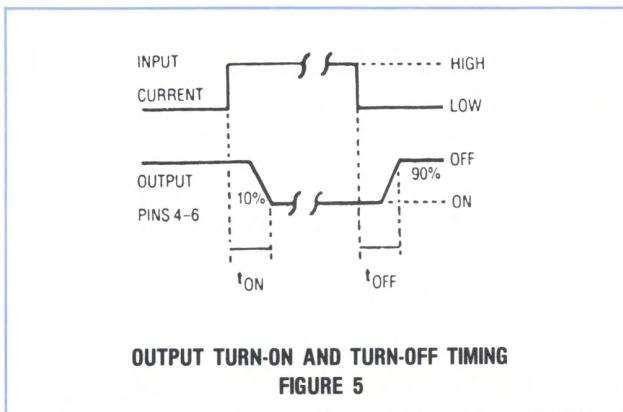 INPUT
HIGH
CURRENT
LOW
OFF
90%
OUTPUT
10%
ON
PINS 4-6
tON
tOFF
OUTPUT TURN-ON AND TURN-OFF TIMING
FIGURE 5